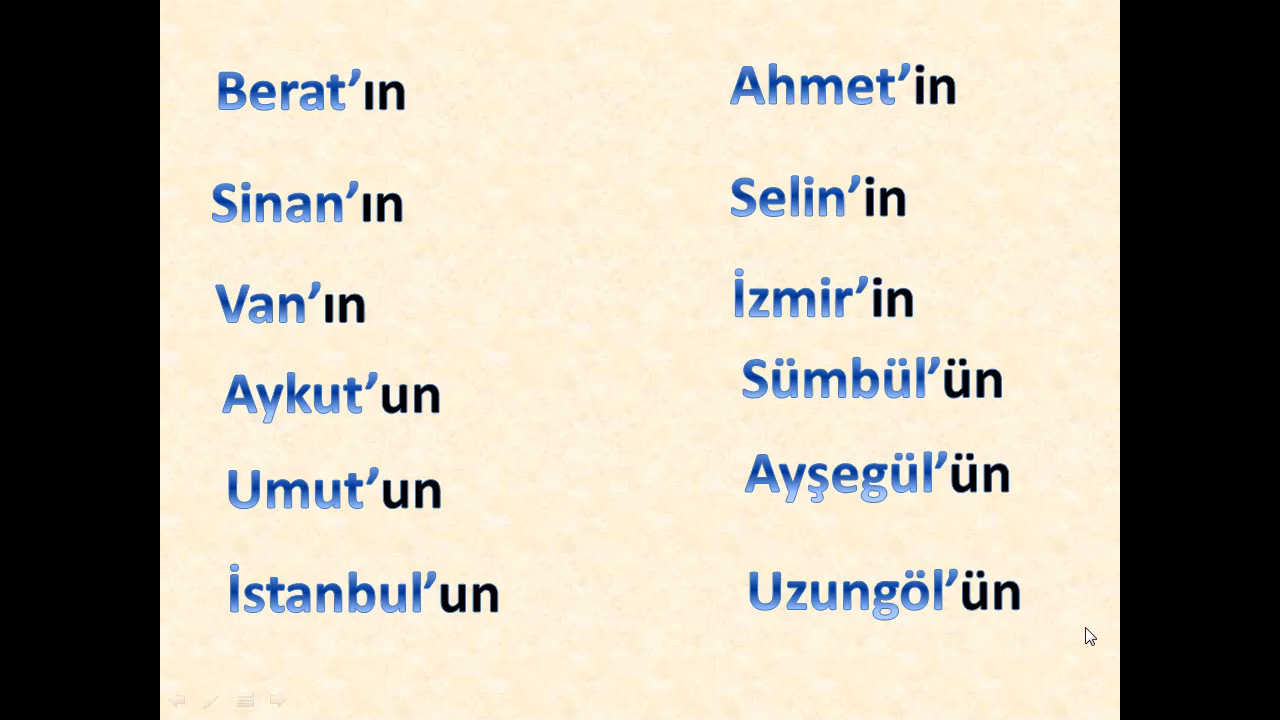 Berat’ın
Sinan’ın
Van’ın
Aykut’un
Umut’un
İstanbul’un
Ahmet’in
Selin’in
İzmir’in
Sümbül’ün
Ayşegül’ün
Uzungöl’ün